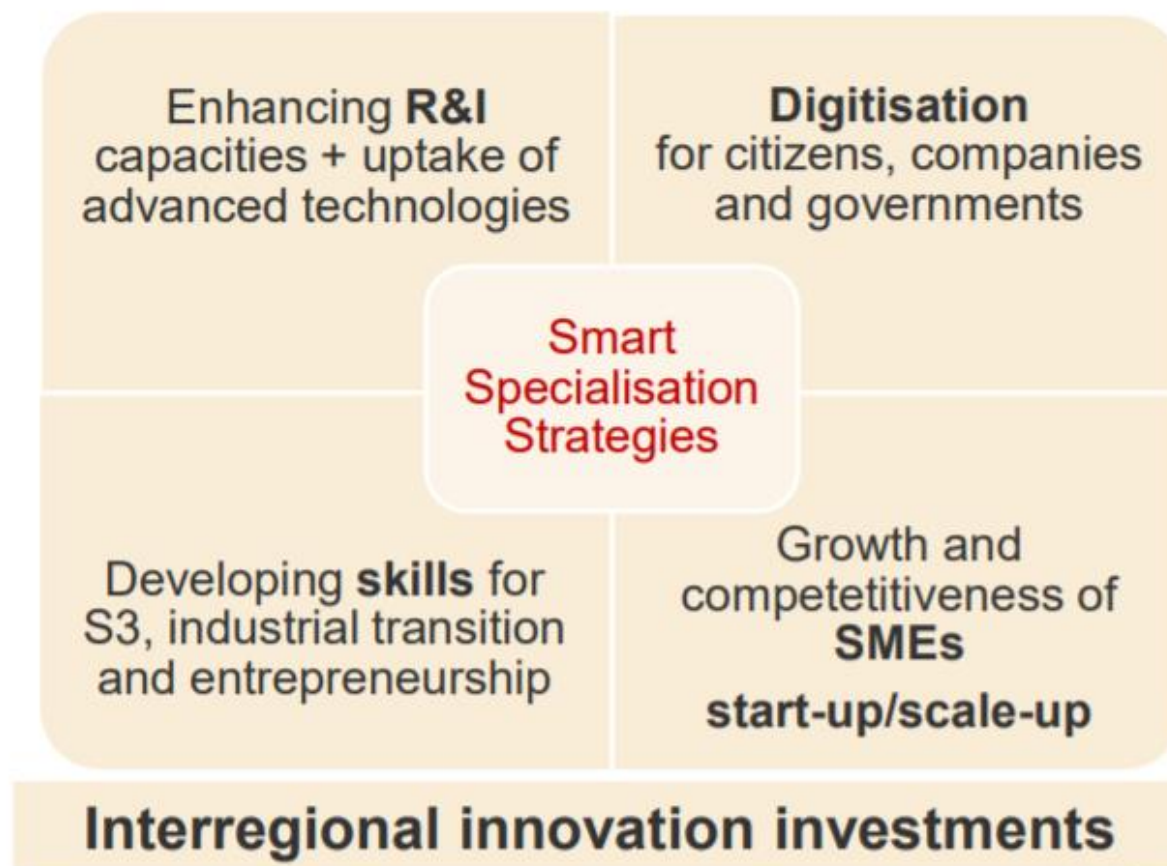 Enhancing R&I
capacities + uptake of
advanced technologies
Digitisation
for citizens, companies
and governments
Smart
Specialisation
Strategies
Developing skills for
S3, industrial transition
and entrepreneurship
Growth and
competetitiveness of
SMEs
start-up/scale-up
Interregional innovation investments